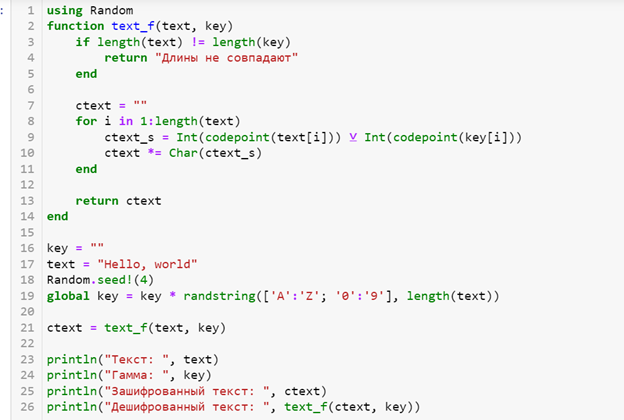 1 using Random
2 function text_f(text, key)
3     if length(text) != length(key)
4         return "Длины не совпадают"
5     end
6
7     ctext = ""
8     for i in 1:length(text)
9         ctext_s = Int(codepoint(text[i])) ⊻ Int(codepoint(key[i]))
10         ctext *= Char(ctext_s)
11     end
12
13     return ctext
14 end
15
16 key = ""
17 text = "Hello, world"
18 Random.seed!(4)
19 global key = key * randstring(['A':'Z'; '0':'9'], length(text))
20
21 ctext = text_f(text, key)
22
23 println("Текст: ", text)
24 println("Гамма: ", key)
25 println("Зашифрованный текст: ", ctext)
26 println("Дешифрованный текст: ", text_f(ctext, key))